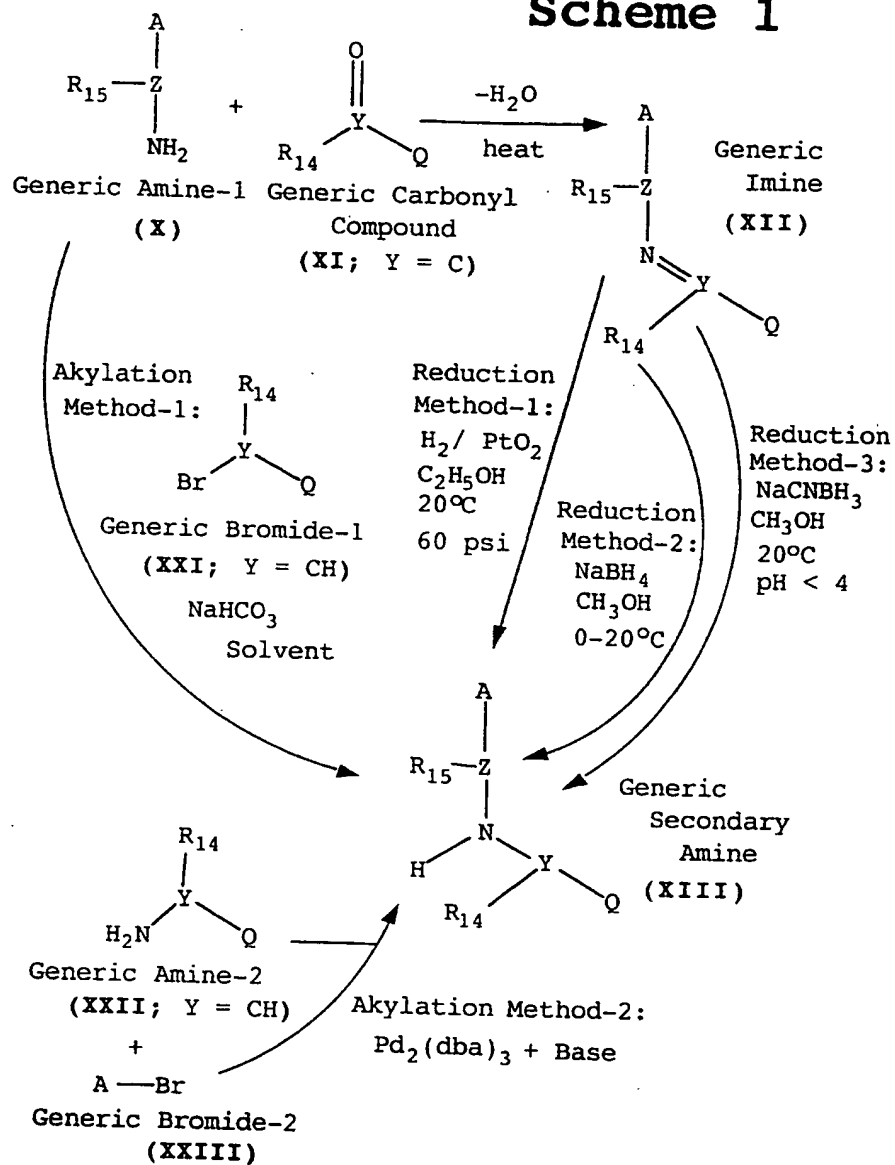 Scheme 1
A
R15—Z
NH2
+
O
Y
R14
Q
–H2O
heat
A
R15—Z
N
Y
R14
Q
Generic
Imine
(XII)
Generic Amine-1
(X)
Generic Carbonyl
Compound
(XI; Y = C)
Akylation
Method-1:
R14
Y
Br
Q
Generic Bromide-1
(XXI; Y = CH)
NaHCO3
Solvent
Reduction
Method-1:
H2/ PtO2
C2H5OH
20°C
60 psi
Reduction
Method-2:
NaBH4
CH3OH
0-20°C
Reduction
Method-3:
NaCNBH3
CH3OH
20°C
pH < 4
A
R15—Z
N
H
Y
R14
Q
Generic
Secondary
Amine
(XIII)
R14
Y
H2N
Q
Generic Amine-2
(XXII; Y = CH)
+
A—Br
Generic Bromide-2
(XXIII)
Akylation Method-2:
Pd2(dba)3 + Base